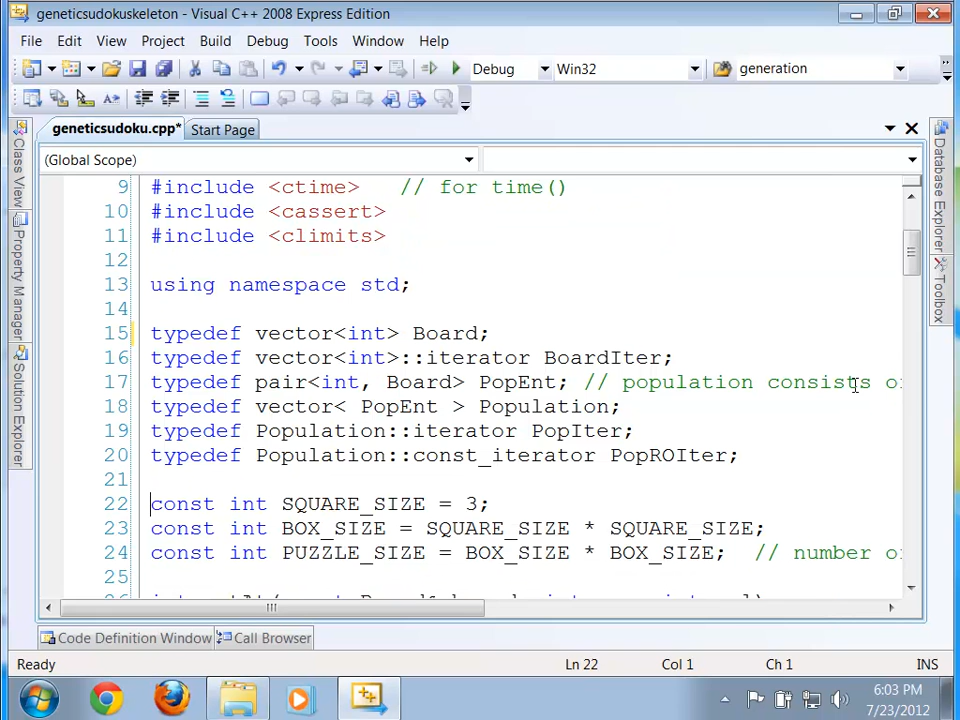 geneticsudokuskeleton - Visual C++ 2008 Express Edition
File Edit View Project Build Debug Tools Window Help
Debug Win32 generation
geneticsudoku.cpp* Start Page
(Global Scope)
9 #include <ctime> // for time()
10 #include <cassert>
11 #include <climits>
12
13 using namespace std;
14
15 typedef vector<int> Board;
16 typedef vector<int>::iterator BoardIter;
17 typedef pair<int, Board> PopEnt; // population consists o
18 typedef vector< PopEnt > Population;
19 typedef Population::iterator PopIter;
20 typedef Population::const_iterator PopROIter;
21
22 const int SQUARE_SIZE = 3;
23 const int BOX_SIZE = SQUARE_SIZE * SQUARE_SIZE;
24 const int PUZZLE_SIZE = BOX_SIZE * BOX_SIZE; // number o
25
Class View
Property Manager
Solution Explorer
Database Explorer
Toolbox
Code Definition Window Call Browser
Ready Ln 22 Col 1 Ch 1 INS
6:03 PM
7/23/2012